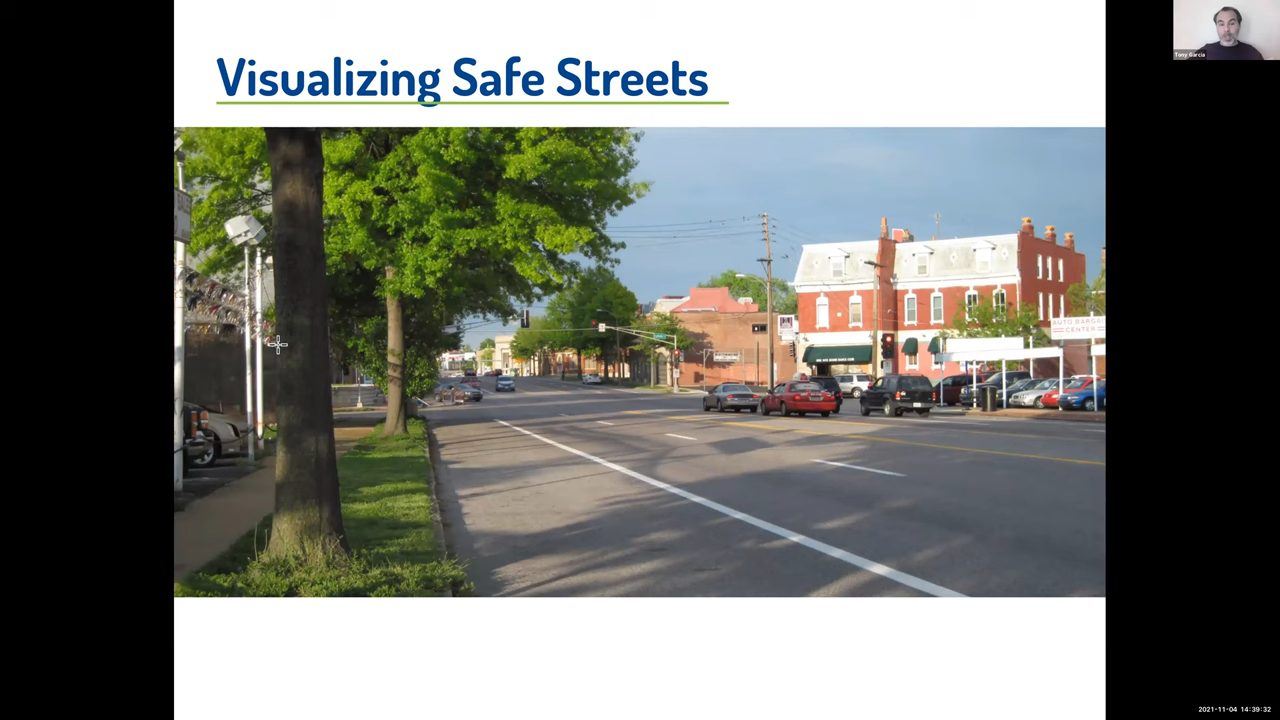 Visualizing Safe Streets
Tony Garcia
AUTO BARGAIN
CENTER
2021-11-04 14:39:32